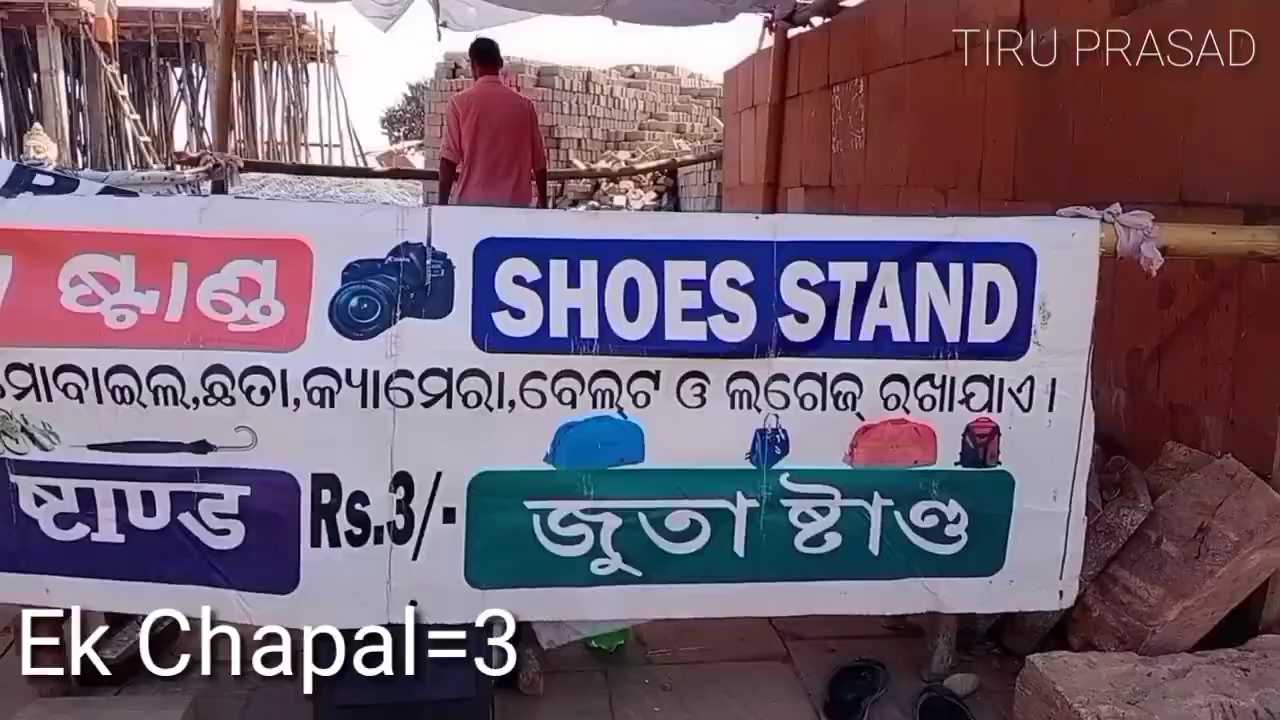 TIRU PRASAD
ଷ୍ଟାଣ୍ଡ
SHOES STAND
ମୋବାଇଲ,ଛତା,କ୍ୟାମେରା,ବେଲ୍ଟ ଓ ଲଗେଜ୍ ରଖାଯାଏ।
ष्टाण्ड
Rs.3/-
জুতা ষ্টাণ্ড
Ek Chapal=3